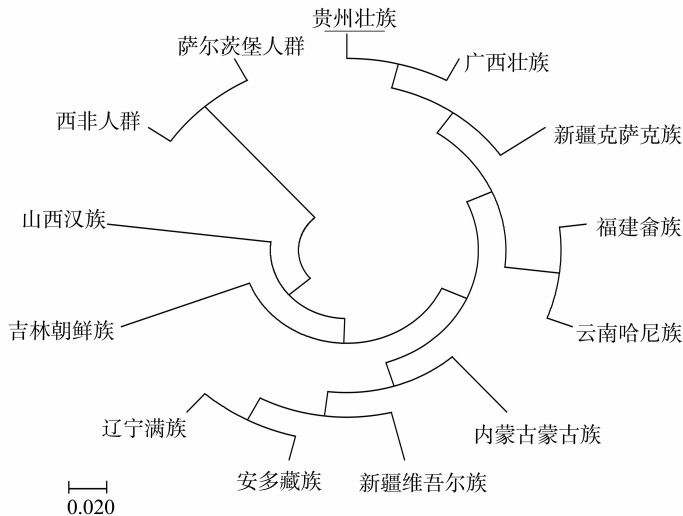 贵州壮族
萨尔茨堡人群
广西壮族
西非人群
新疆克萨克族
山西汉族
福建畲族
吉林朝鲜族
云南哈尼族
辽宁满族
内蒙古蒙古族
安多藏族
新疆维吾尔族
0.020